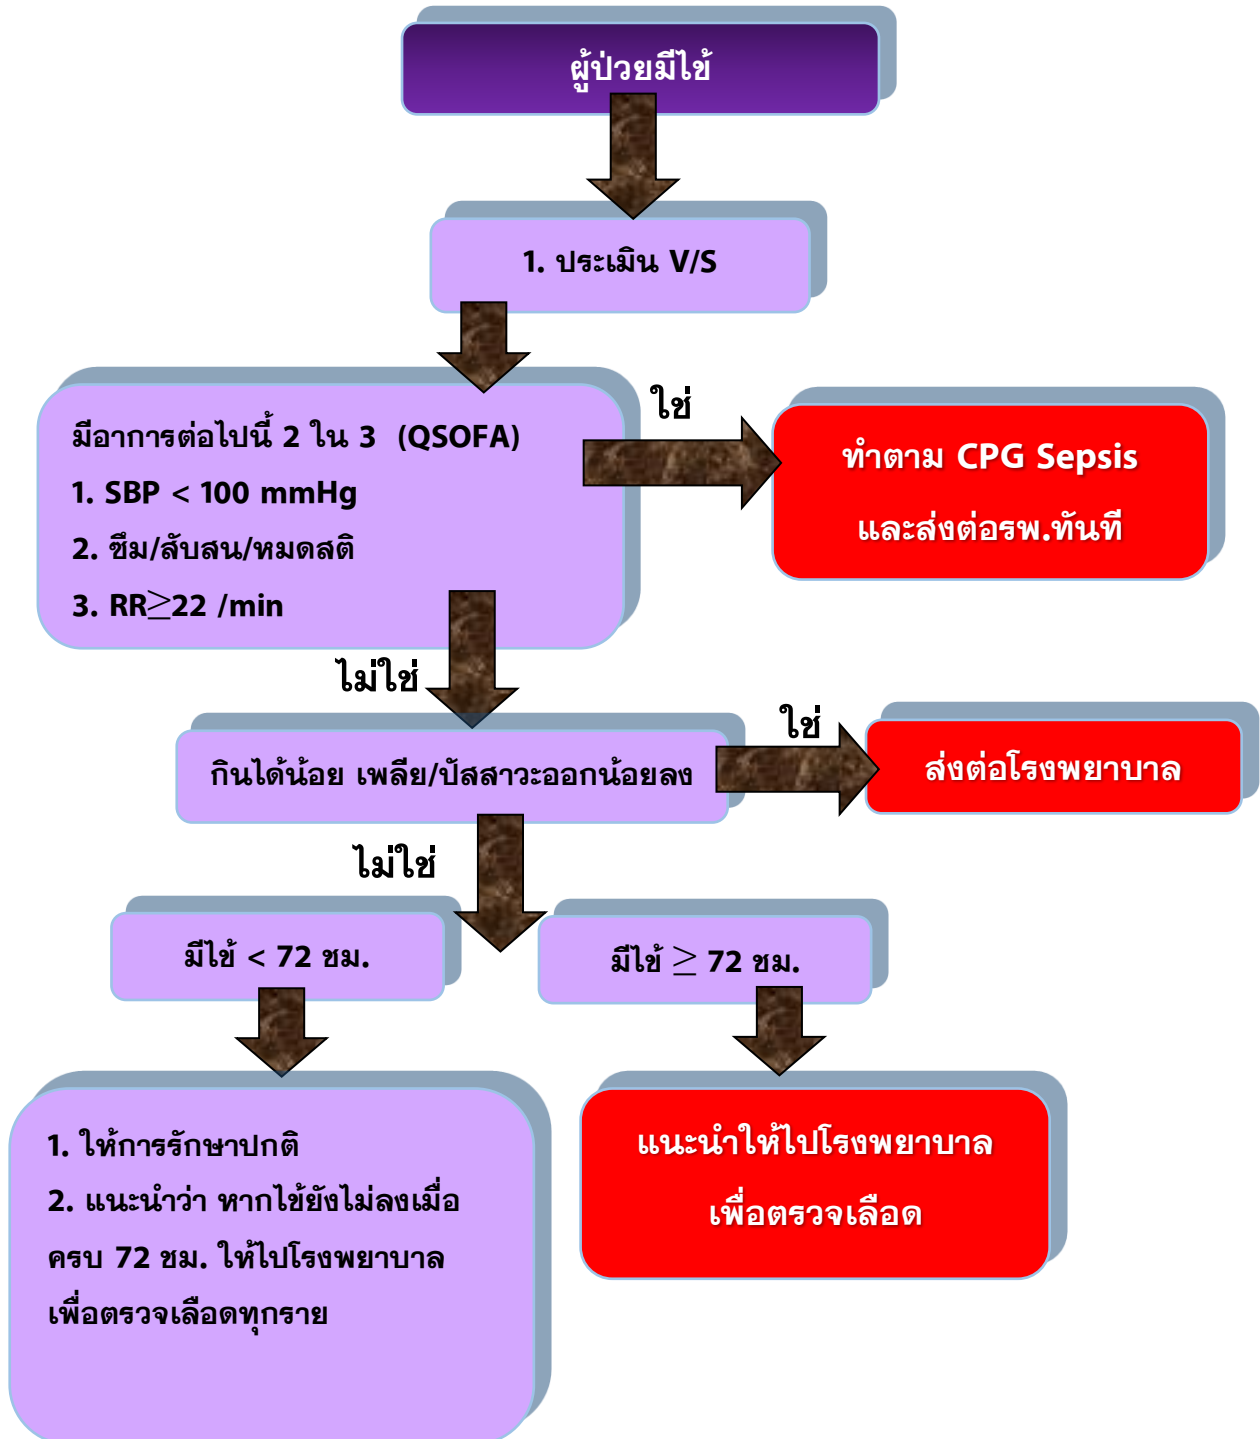 ผู้ป่วยมีไข้
1. ประเมิน V/S
มีอาการต่อไปนี้ 2 ใน 3 (QSOFA)
1. SBP < 100 mmHg
2. ซึม/สับสน/หมดสติ
3. RR≥22 /min
ใช่
ทำตาม CPG Sepsis
และส่งต่อรพ.ทันที
ไม่ใช่
กินได้น้อย เพลีย/ปัสสาวะออกน้อยลง
ใช่
ส่งต่อโรงพยาบาล
ไม่ใช่
มีไข้ < 72 ชม.
มีไข้ ≥ 72 ชม.
1. ให้การรักษาปกติ
2. แนะนำว่า หากไข้ยังไม่ลงเมื่อ
ครบ 72 ชม. ให้ไปโรงพยาบาล
เพื่อตรวจเลือดทุกราย
แนะนำให้ไปโรงพยาบาล
เพื่อตรวจเลือด